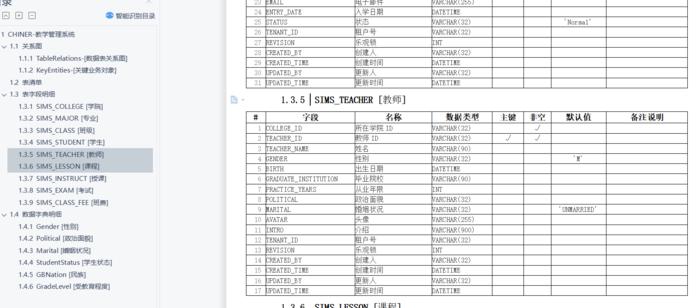 目录
智能识别目录
1 CHINER-教学管理系统
1.1 关系图
1.1.1 TableRelations-[数据表关系图]
1.1.2 KeyEntities-[关键业务对象]
1.2 表清单
1.3 表字段明细
1.3.1 SIMS_COLLEGE [学院]
1.3.2 SIMS_MAJOR [专业]
1.3.3 SIMS_CLASS [班级]
1.3.4 SIMS_STUDENT [学生]
1.3.5 SIMS_TEACHER [教师]
1.3.6 SIMS_LESSON [课程]
1.3.7 SIMS_INSTRUCT [授课]
1.3.8 SIMS_EXAM [考试]
1.3.9 SIMS_CLASS_FEE [班费]
1.4 数据字典明细
1.4.1 Gender [性别]
1.4.2 Political [政治面貌]
1.4.3 Marital [婚姻状况]
1.4.4 StudentStatus [学生状态]
1.4.5 GBNation [民族]
1.4.6 GradeLevel [受教育程度]
23 EMAIL 电子邮件 VARCHAR(255)
24 ENTRY_DATE 入学日期 DATETIME
25 STATUS 状态 VARCHAR(32) 'Normal'
26 TENANT_ID 租户号 VARCHAR(32)
27 REVISION 乐观锁 INT
28 CREATED_BY 创建人 VARCHAR(32)
29 CREATED_TIME 创建时间 DATETIME
30 UPDATED_BY 更新人 VARCHAR(32)
31 UPDATED_TIME 更新时间 DATETIME
1.3.5 SIMS_TEACHER [教师]
# 字段 名称 数据类型 主键 非空 默认值 备注说明
1 COLLEGE_ID 所在学院ID VARCHAR(32) ✓
2 TEACHER_ID 教师ID VARCHAR(32) ✓ ✓
3 TEACHER_NAME 姓名 VARCHAR(90)
4 GENDER 性别 VARCHAR(32) 'M'
5 BIRTH 出生日期 DATETIME
6 GRADUATE_INSTITUTION 毕业院校 VARCHAR(90)
7 PRACTICE_YEARS 从业年限 INT
8 POLITICAL 政治面貌 VARCHAR(32)
9 MARITAL 婚姻状况 VARCHAR(32) 'UNMARRIED'
10 AVATAR 头像 VARCHAR(255)
11 INTRO 介绍 VARCHAR(900)
12 TENANT_ID 租户号 VARCHAR(32)
13 REVISION 乐观锁 INT
14 CREATED_BY 创建人 VARCHAR(32)
15 CREATED_TIME 创建时间 DATETIME
16 UPDATED_BY 更新人 VARCHAR(32)
17 UPDATED_TIME 更新时间 DATETIME
1.3.6 SIMS_LESSON [课程]